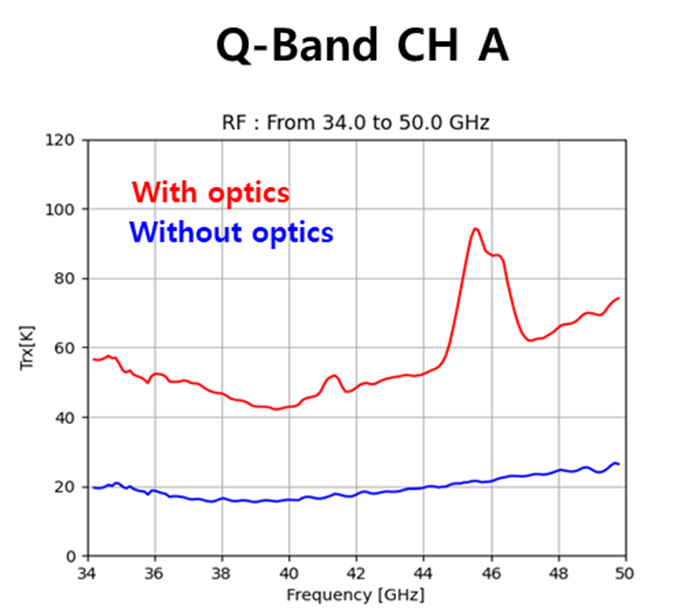 Q-Band CH A
RF : From 34.0 to 50.0 GHz
120
With optics
100
Without optics
80
60
Trx[K]
40
20
0
34 36 38 40 42 44 46 48 50
Frequency [GHz]